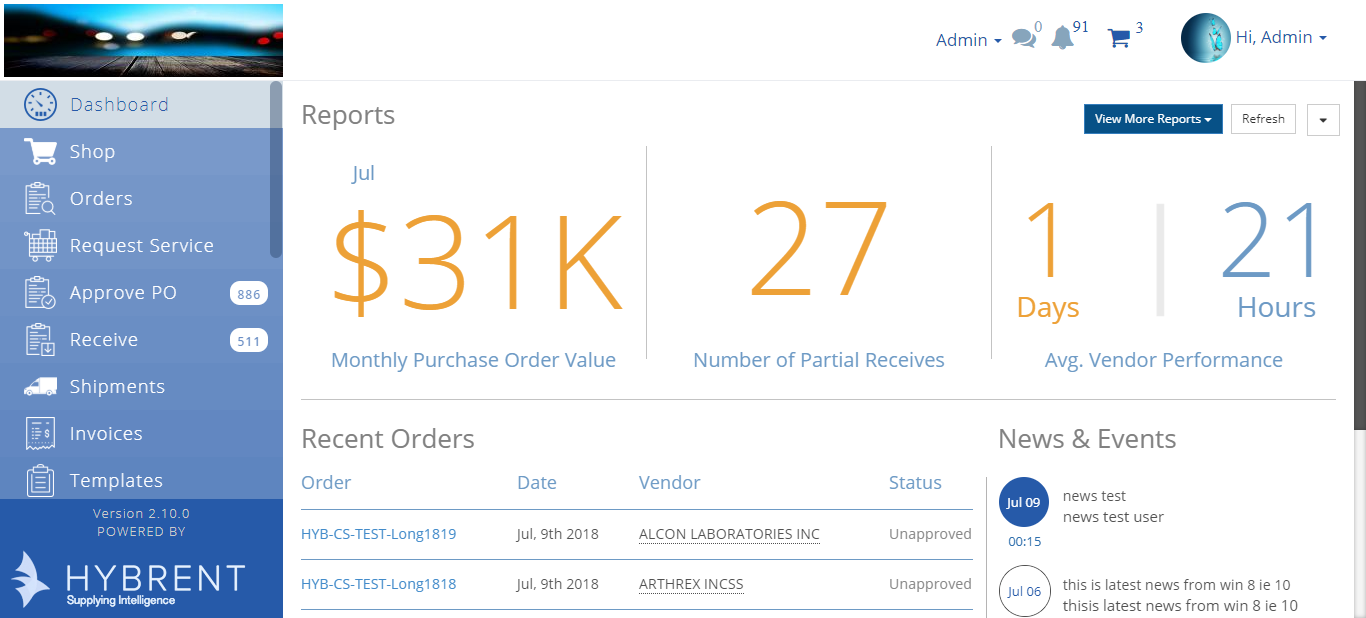 Admin
0
91
3
Hi, Admin
Dashboard
Shop
Orders
Request Service
Approve PO 886
Receive 511
Shipments
Invoices
Templates
Version 2.10.0
POWERED BY
HYBRENT
Supplying Intelligence
Reports
View More Reports
Refresh
Jul
$31K
Monthly Purchase Order Value
27
Number of Partial Receives
1 21
Days Hours
Avg. Vendor Performance
Recent Orders
Order Date Vendor Status
HYB-CS-TEST-Long1819 Jul, 9th 2018 ALCON LABORATORIES INC Unapproved
HYB-CS-TEST-Long1818 Jul, 9th 2018 ARTHREX INCSS Unapproved
News & Events
Jul 09
00:15
news test
news test user
Jul 06
this is latest news from win 8 ie 10
thisis latest news from win 8 ie 10